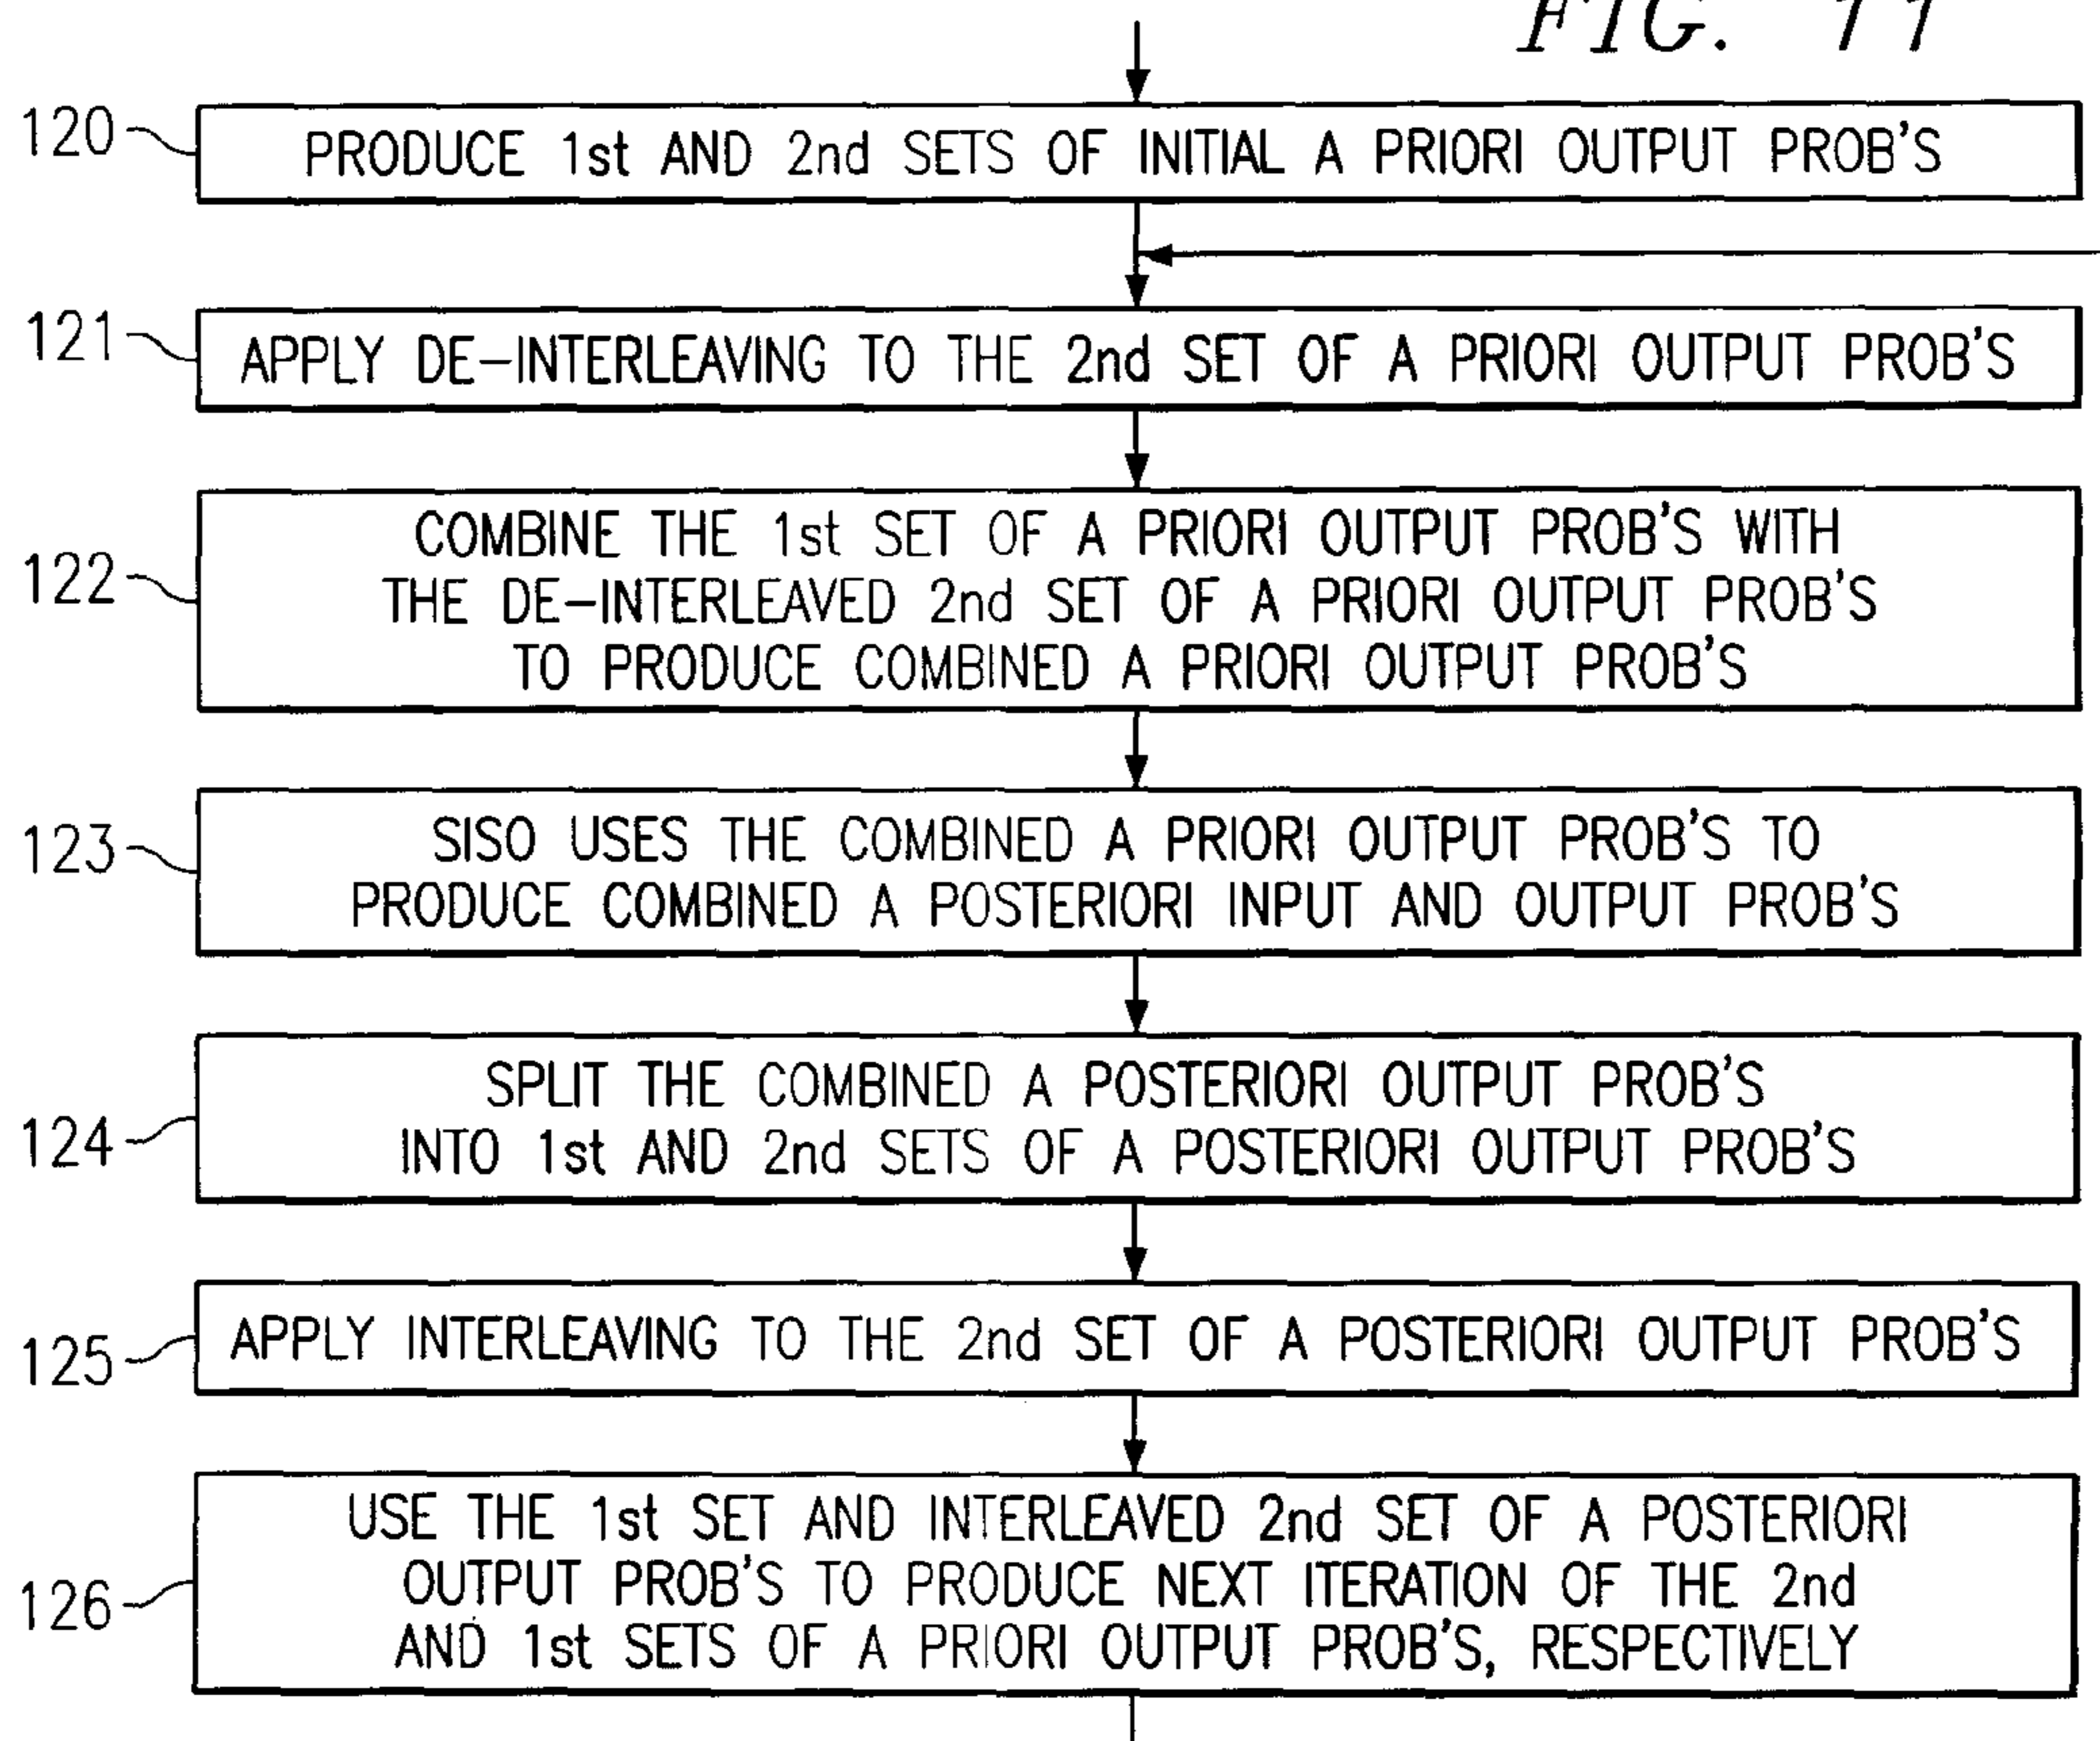 FIG. 11
120
PRODUCE 1st AND 2nd SETS OF INITIAL A PRIORI OUTPUT PROB'S
121
APPLY DE-INTERLEAVING TO THE 2nd SET OF A PRIORI OUTPUT PROB'S
122
COMBINE THE 1st SET OF A PRIORI OUTPUT PROB'S WITH
THE DE-INTERLEAVED 2nd SET OF A PRIORI OUTPUT PROB'S
TO PRODUCE COMBINED A PRIORI OUTPUT PROB'S
123
SISO USES THE COMBINED A PRIORI OUTPUT PROB'S TO
PRODUCE COMBINED A POSTERIORI INPUT AND OUTPUT PROB'S
124
SPLIT THE COMBINED A POSTERIORI OUTPUT PROB'S
INTO 1st AND 2nd SETS OF A POSTERIORI OUTPUT PROB'S
125
APPLY INTERLEAVING TO THE 2nd SET OF A POSTERIORI OUTPUT PROB'S
126
USE THE 1st SET AND INTERLEAVED 2nd SET OF A POSTERIORI
OUTPUT PROB'S TO PRODUCE NEXT ITERATION OF THE 2nd
AND 1st SETS OF A PRIORI OUTPUT PROB'S, RESPECTIVELY